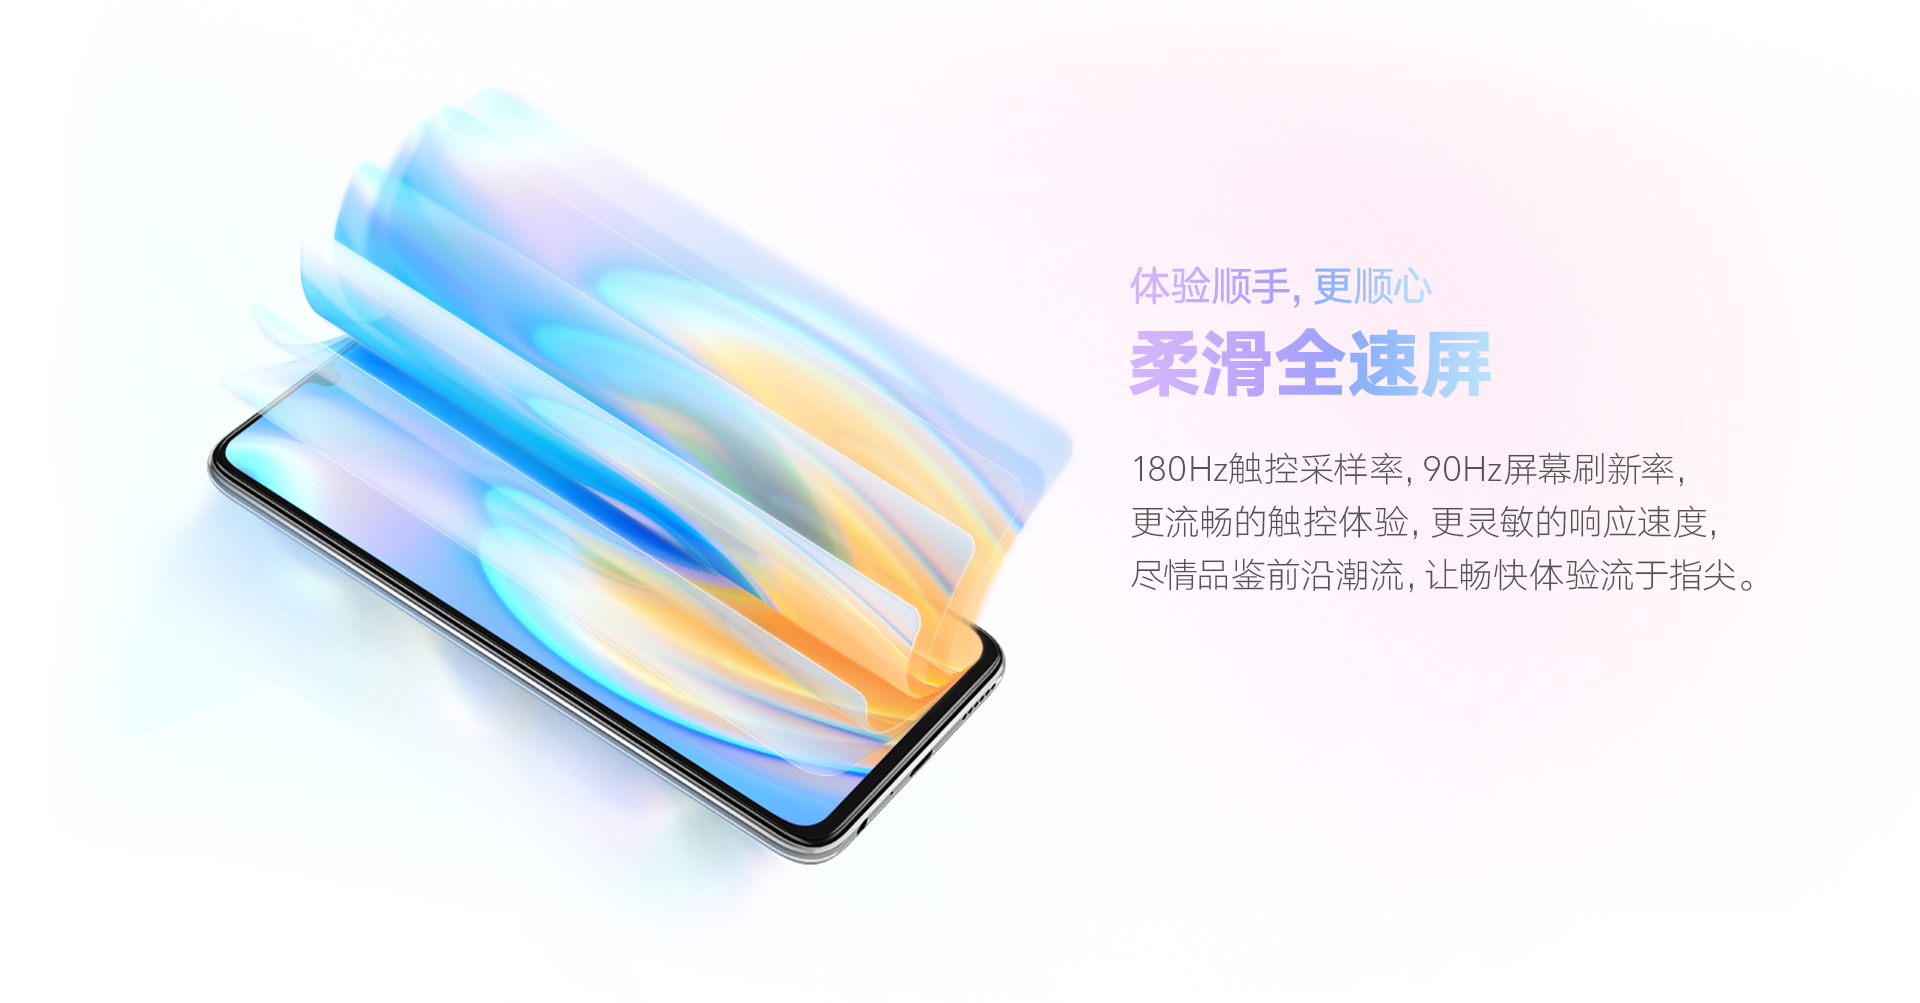 体验顺手, 更顺心
柔滑全速屏
180Hz触控采样率, 90Hz屏幕刷新率,
更流畅的触控体验, 更灵敏的响应速度,
尽情品鉴前沿潮流, 让畅快体验流于指尖。